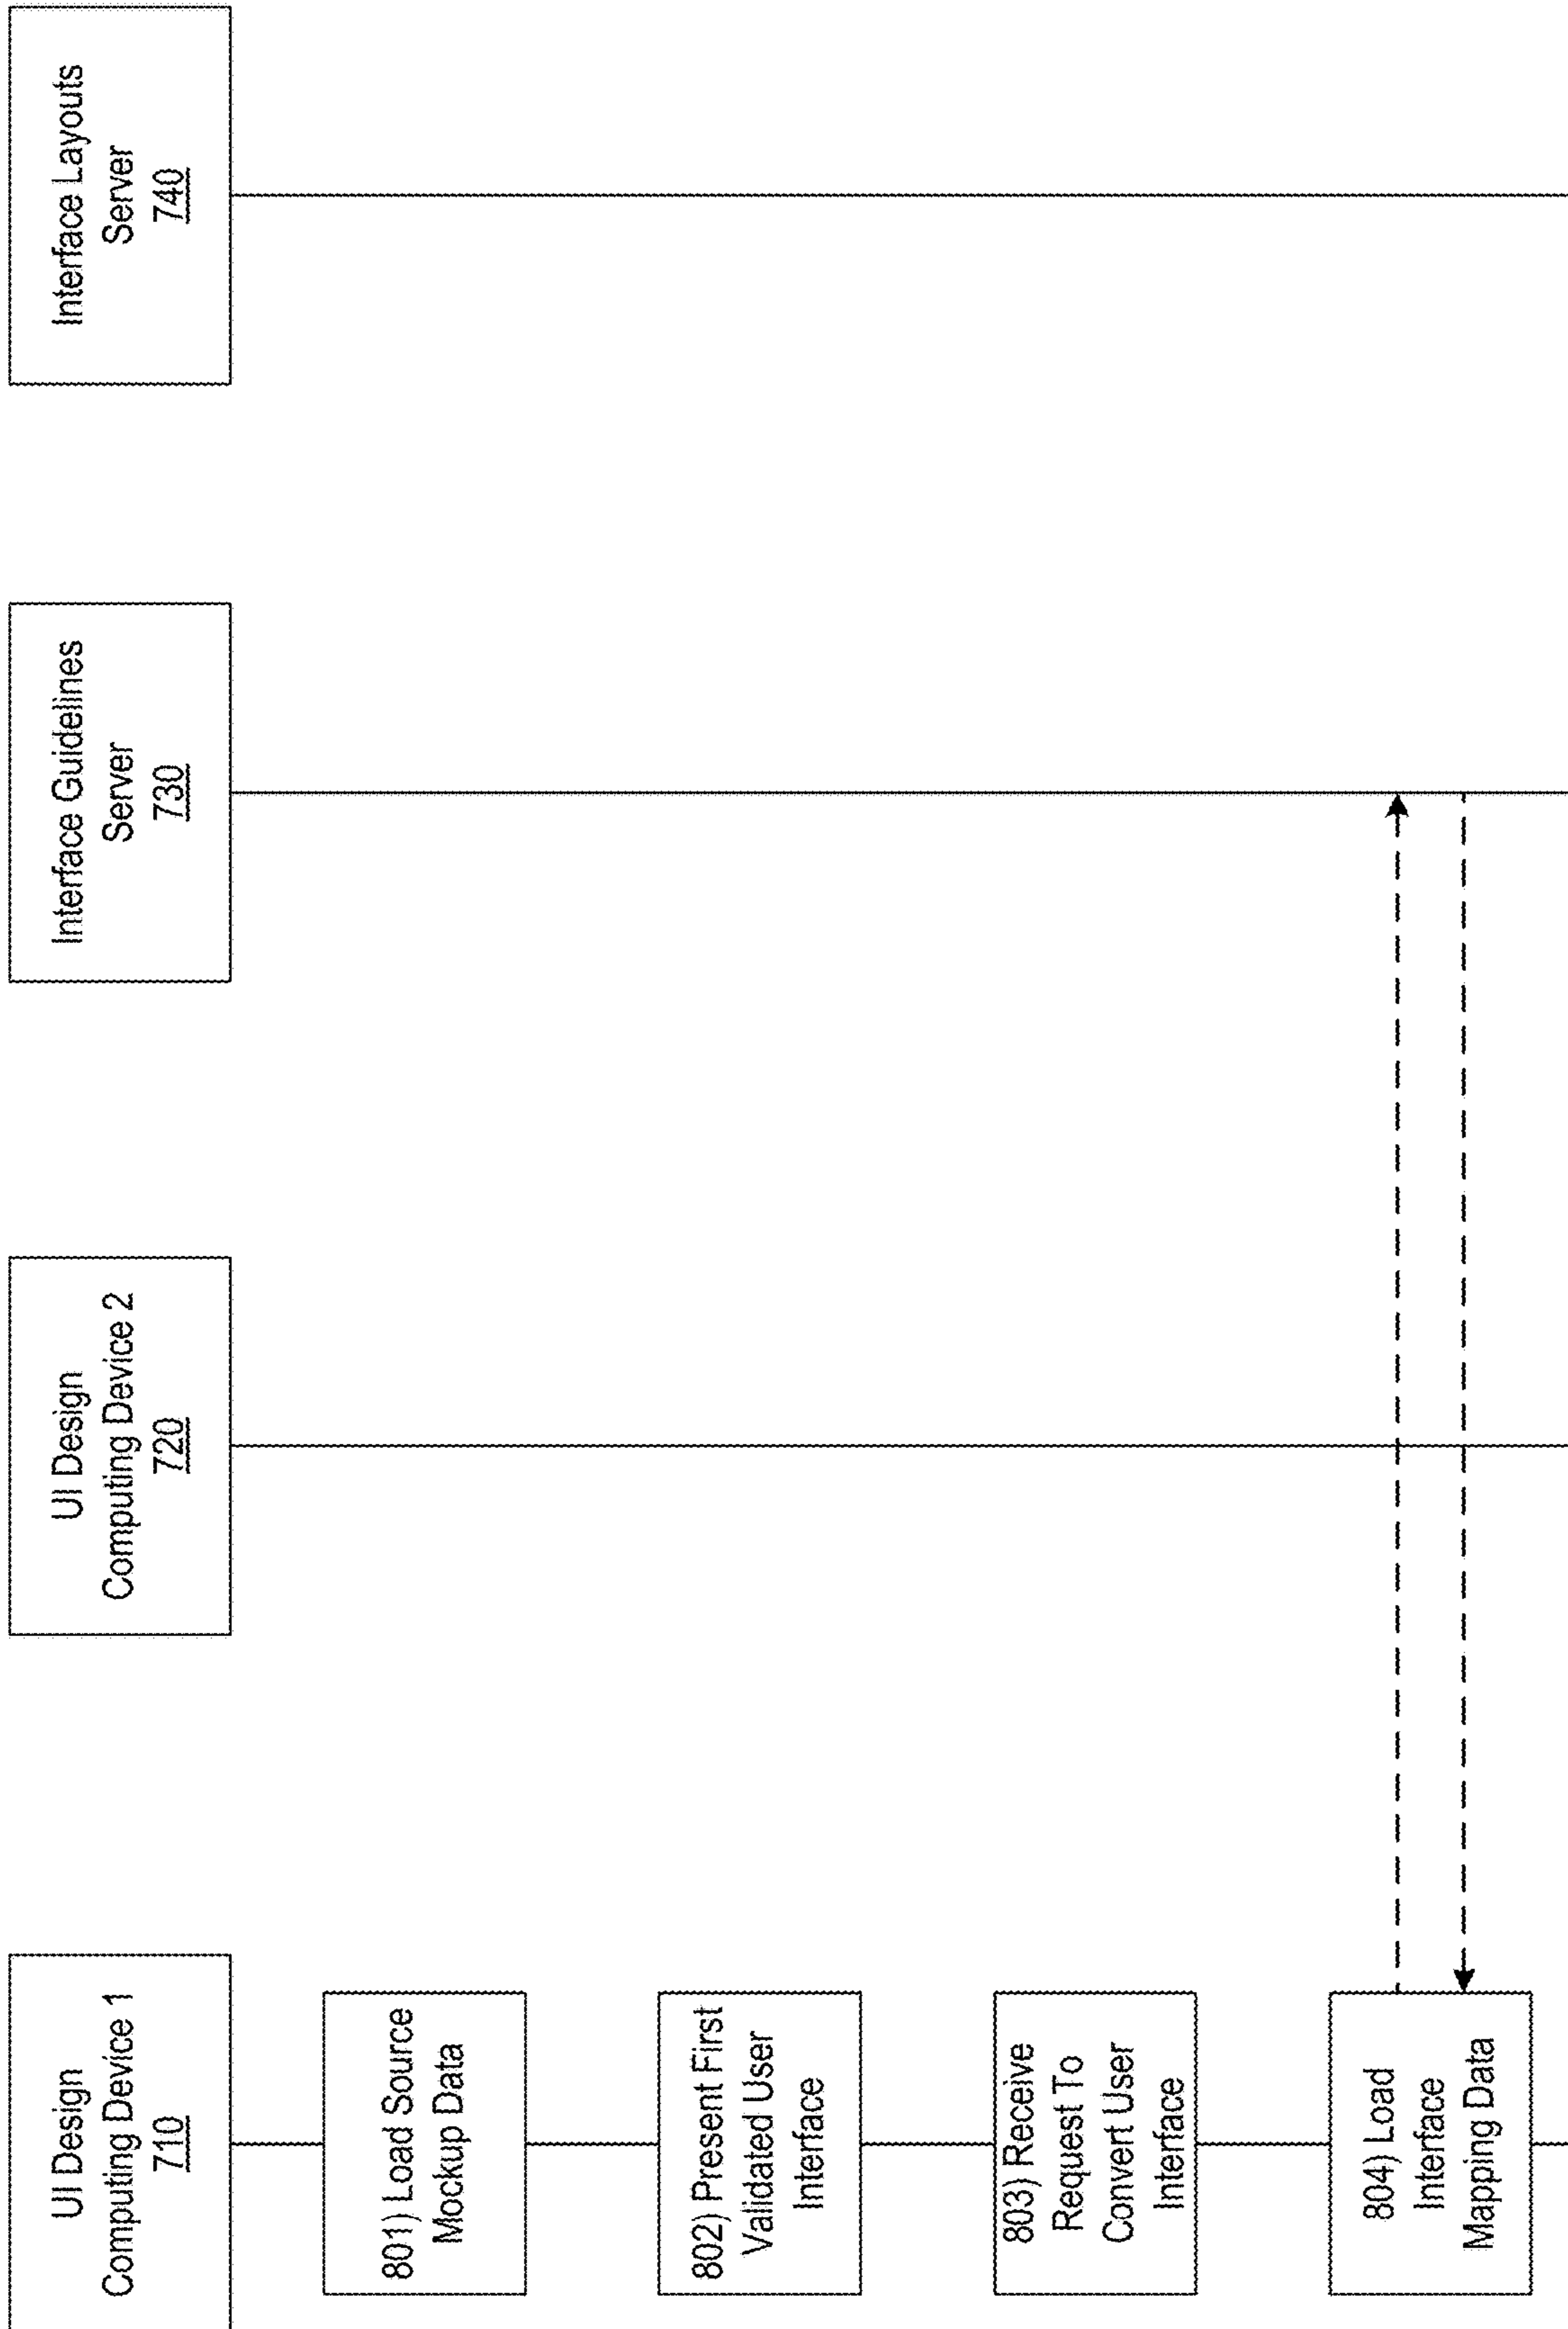 UI Design
Computing Device 1
710
UI Design
Computing Device 2
720
Interface Guidelines
Server
730
Interface Layouts
Server
740
801) Load Source
Mockup Data
802) Present First
Validated User
Interface
803) Receive
Request To
Convert User
Interface
804) Load
Interface
Mapping Data